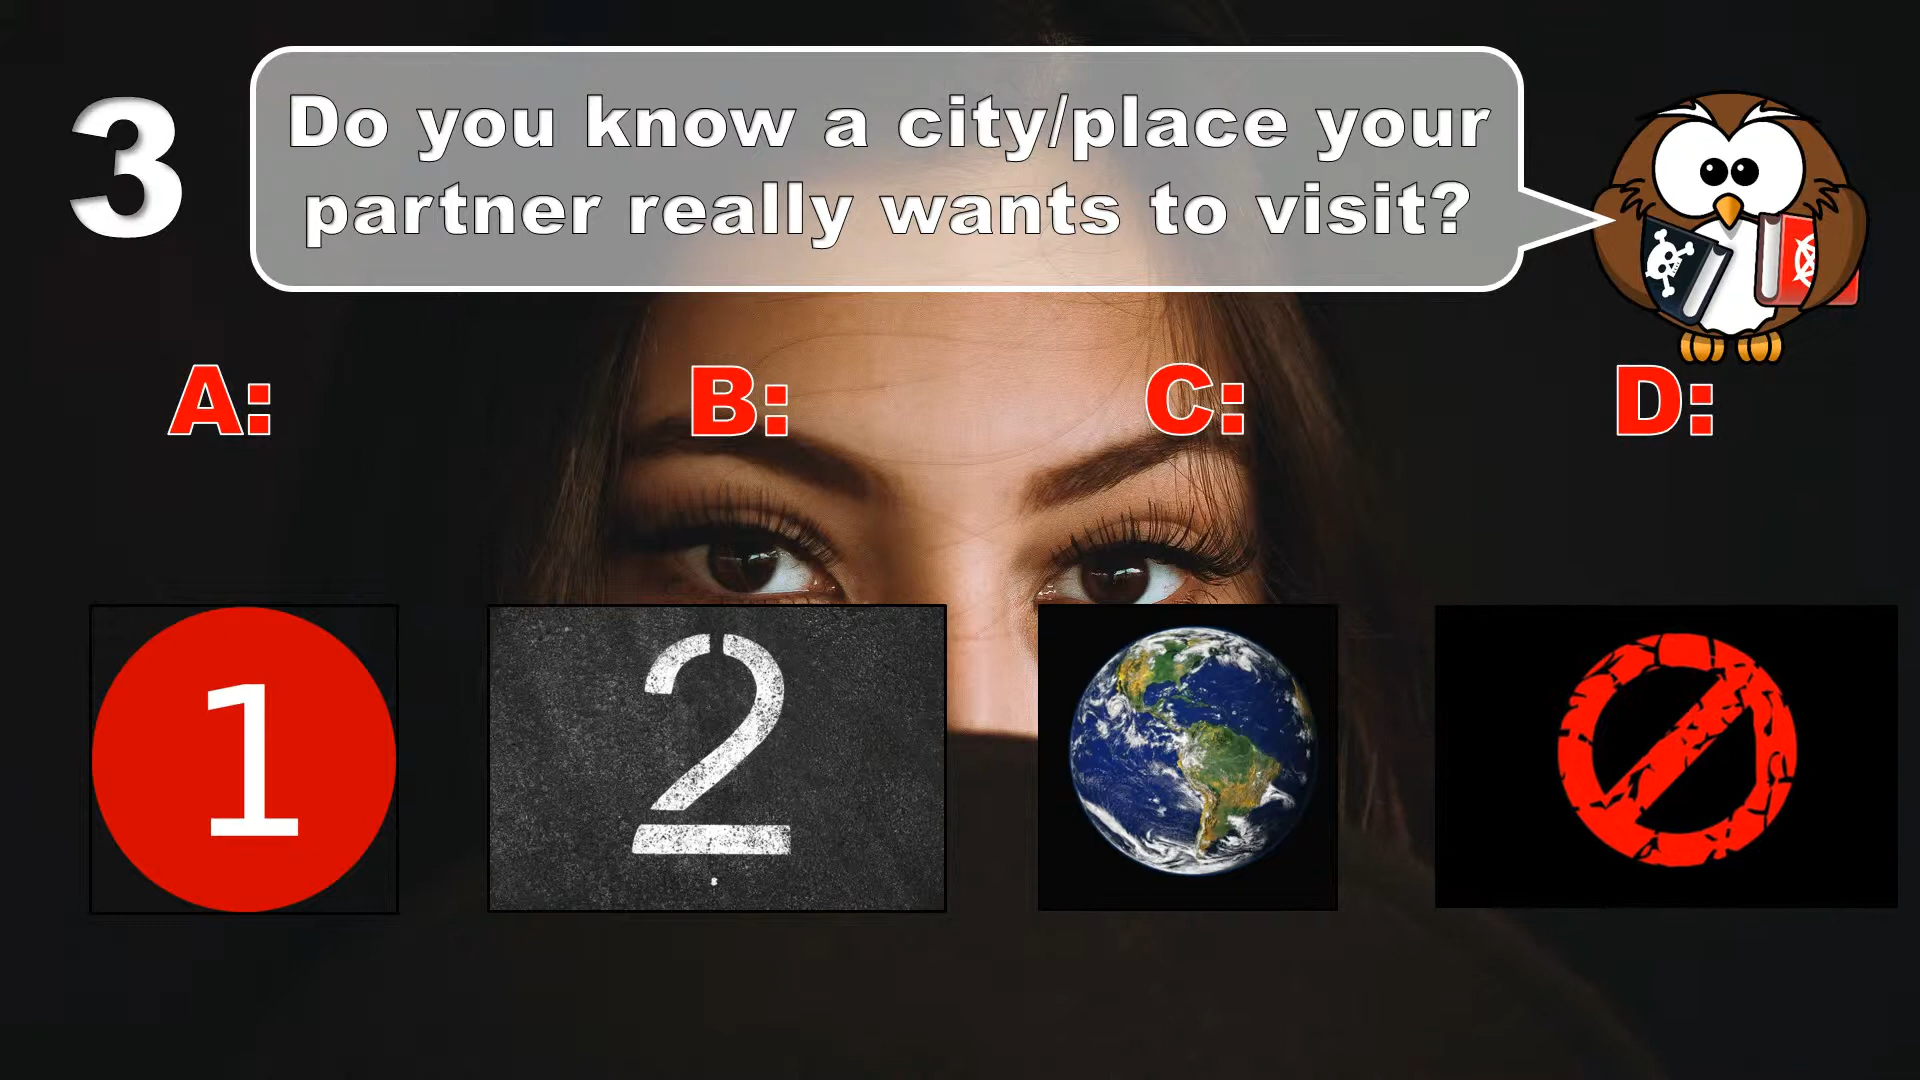 3
Do you know a city/place your
partner really wants to visit?
A:
B:
C:
D:
1
2